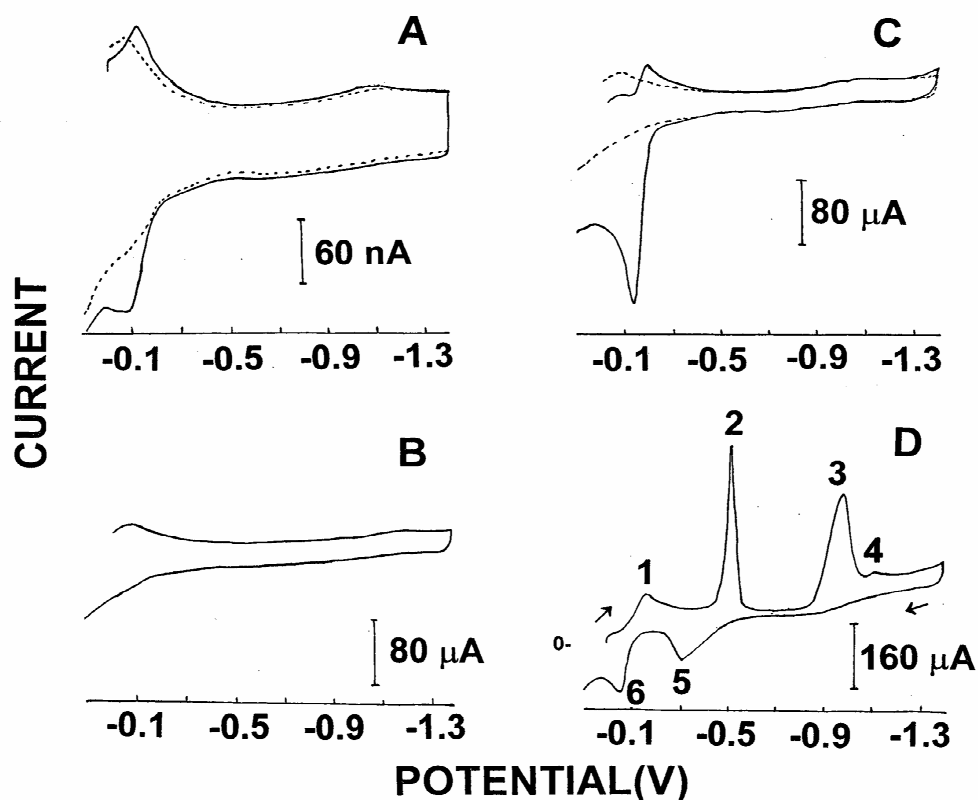 A
60 nA
-0.1 -0.5 -0.9 -1.3
C
80 μA
-0.1 -0.5 -0.9 -1.3
CURRENT
B
80 μA
-0.1 -0.5 -0.9 -1.3
D
2
3
4
1
0-
160 μA
5
6
-0.1 -0.5 -0.9 -1.3
POTENTIAL(V)